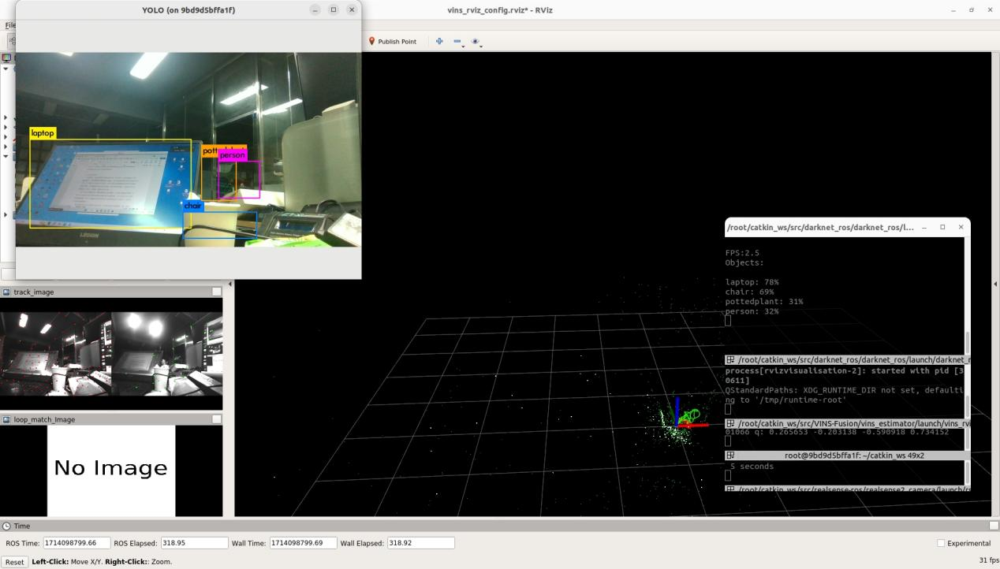 YOLO (on 9bd9d5bffa1f)
vins_rviz_config.rviz* - RViz
File
Publish Point
laptop
person
chair
LEGION
track_image
loop_match_Image
No Image
/root/catkin_ws/src/darknet_ros/darknet_ros/l...
FPS:2.5
Objects:
laptop: 78%
chair: 69%
pottedplant: 31%
person: 32%
/root/catkin_ws/src/darknet_ros/darknet_ros/launch/darknet_r
process[rvizvisualisation-2]: started with pid [3
0611]
QStandardPaths: XDG_RUNTIME_DIR not set, defaulti
ng to '/tmp/runtime-root'
/root/catkin_ws/src/VINS-Fusion/vins_estimator/launch/vins_rvi
01066 q: 0.265653 -0.203138 -0.590918 0.734152
root@9bd9d5bffa1f: ~/catkin_ws 49x2
5 seconds
/root/catkin_ws/src/realsense-ros/realsense2_camera/launch/rs
Time
ROS Time: 1714098799.66 ROS Elapsed: 318.95 Wall Time: 1714098799.69 Wall Elapsed: 318.92 Experimental
Reset Left-Click: Move X/Y. Right-Click:: Zoom. 31 fps